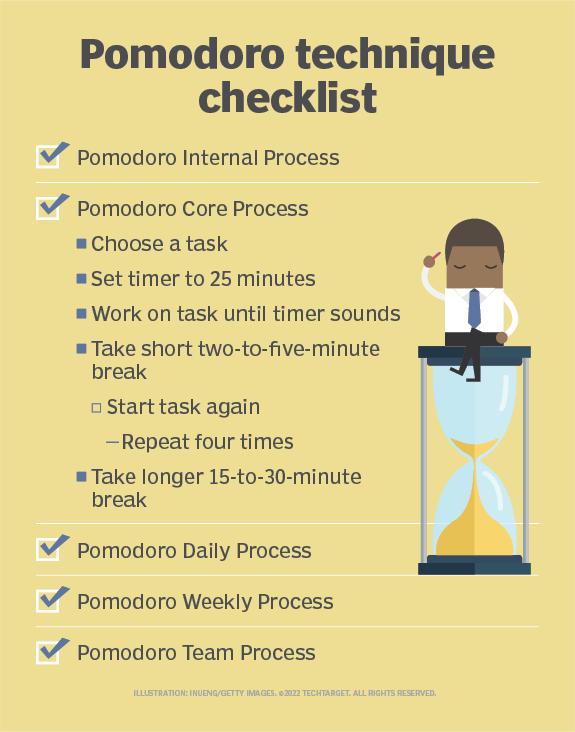 Pomodoro technique
checklist
Pomodoro Internal Process
Pomodoro Core Process
Choose a task
Set timer to 25 minutes
Work on task until timer sounds
Take short two-to-five-minute
break
Start task again
–Repeat four times
Take longer 15-to-30-minute
break
Pomodoro Daily Process
Pomodoro Weekly Process
Pomodoro Team Process
ILLUSTRATION: INUENG/GETTY IMAGES. ©2022 TECHTARGET. ALL RIGHTS RESERVED.